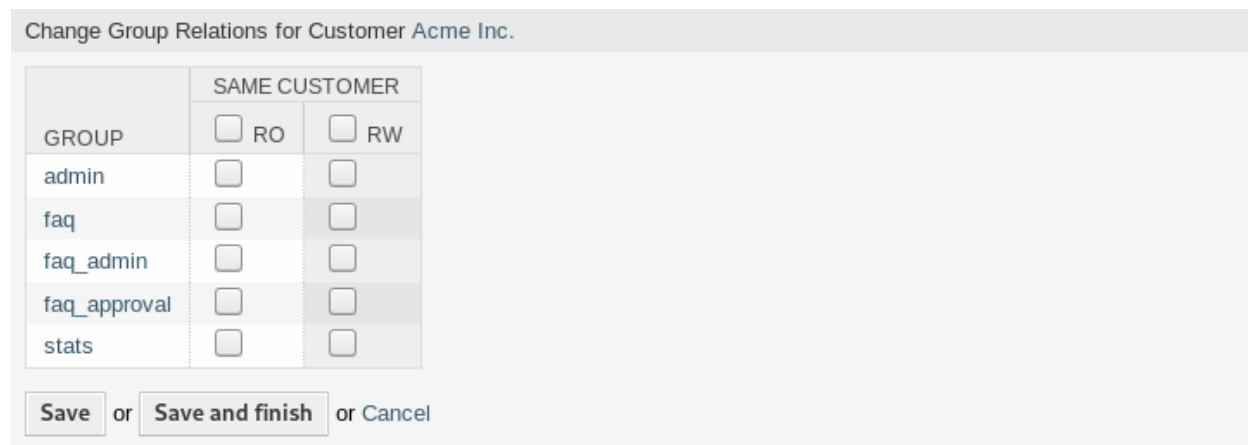 Change Group Relations for Customer Acme Inc.
SAME CUSTOMER
GROUP RO RW
admin
faq
faq_admin
faq_approval
stats
Save or Save and finish or Cancel